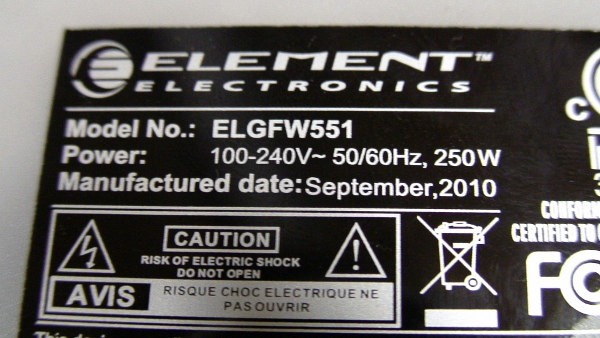 ELEMENT™
ELECTRONICS
Model No.: ELGFW551
Power: 100-240V~ 50/60Hz, 250W
Manufactured date: September,2010
CAUTION
RISK OF ELECTRIC SHOCK
DO NOT OPEN
AVIS
RISQUE CHOC ELECTRIQUE NE
PAS OUVRIR
CERTIFIED TO
FC